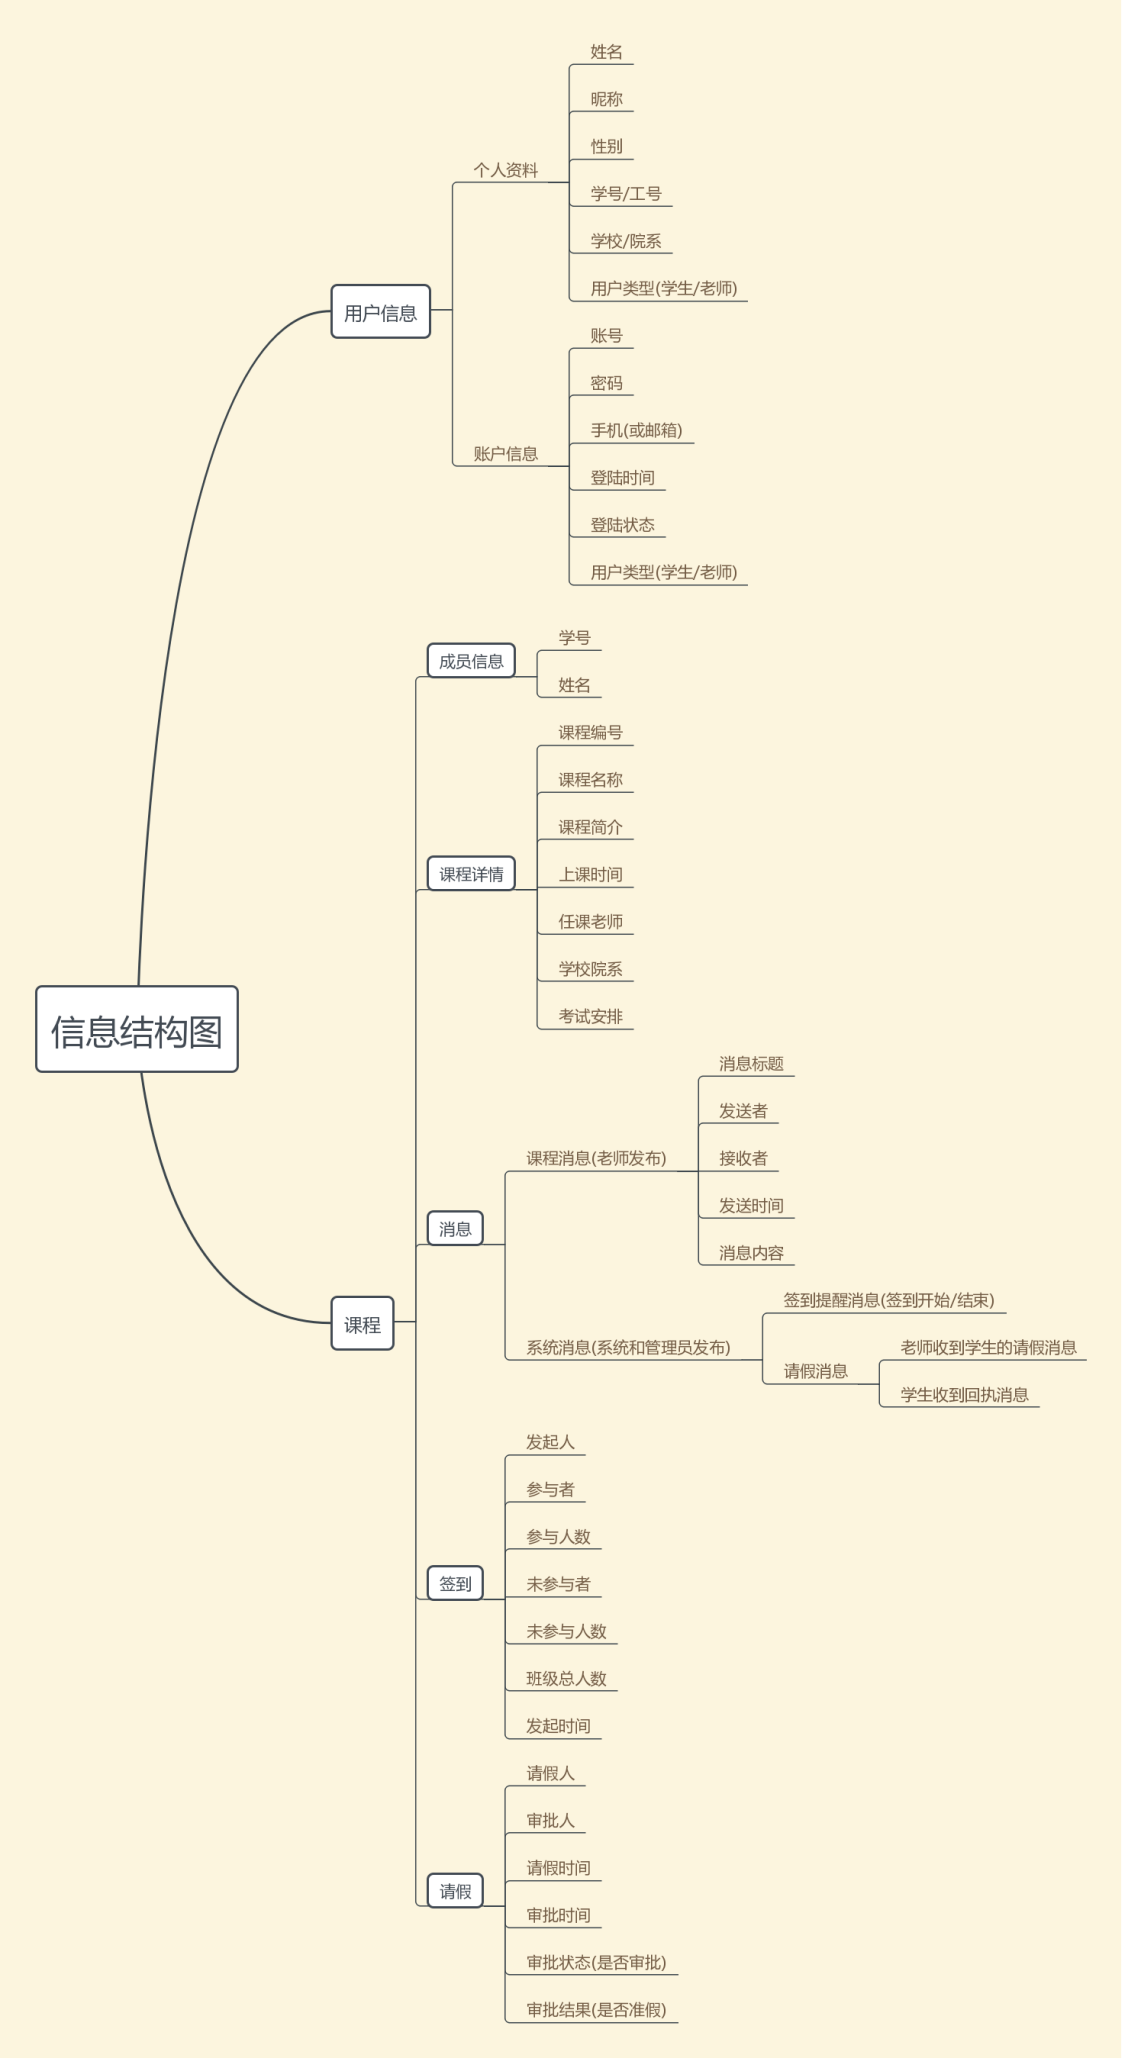 信息结构图
用户信息
个人资料
姓名
昵称
性别
学号/工号
学校/院系
用户类型(学生/老师)
账户信息
账号
密码
手机(或邮箱)
登陆时间
登陆状态
用户类型(学生/老师)
课程
成员信息
学号
姓名
课程详情
课程编号
课程名称
课程简介
上课时间
任课老师
学校院系
考试安排
消息
课程消息(老师发布)
消息标题
发送者
接收者
发送时间
消息内容
系统消息(系统和管理员发布)
签到提醒消息(签到开始/结束)
请假消息
老师收到学生的请假消息
学生收到回执消息
签到
发起人
参与者
参与人数
未参与者
未参与人数
班级总人数
发起时间
请假
请假人
审批人
请假时间
审批时间
审批状态(是否审批)
审批结果(是否准假)